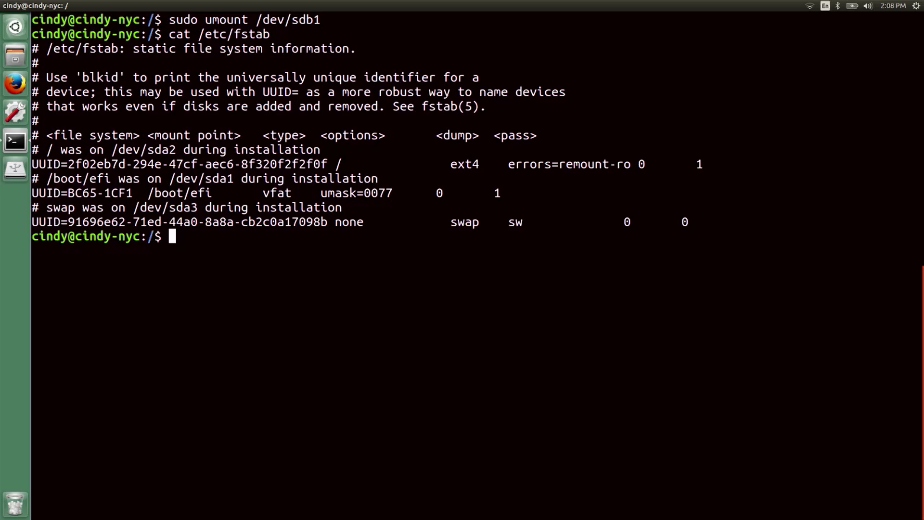 cindy@cindy-nyc
En
2:08 PM
cindy@cindy-nyc:/$ sudo umount /dev/sdb1
cindy@cindy-nyc:/$ cat /etc/fstab
# /etc/fstab: static file system information.
#
# Use 'blkid' to print the universally unique identifier for a
# device; this may be used with UUID= as a more robust way to name devices
# that works even if disks are added and removed. See fstab(5).
#
# <file system> <mount point>   <type>  <options>       <dump>  <pass>
# / was on /dev/sda2 during installation
UUID=2f02eb7d-294e-47cf-aec6-8f320f2f2f0f /               ext4    errors=remount-ro 0       1
# /boot/efi was on /dev/sda1 during installation
UUID=BC65-1CF1  /boot/efi       vfat    umask=0077      0       1
# swap was on /dev/sda3 during installation
UUID=91696e62-71ed-44a0-8a8a-cb2c0a17098b none            swap    sw              0       0
cindy@cindy-nyc:/$